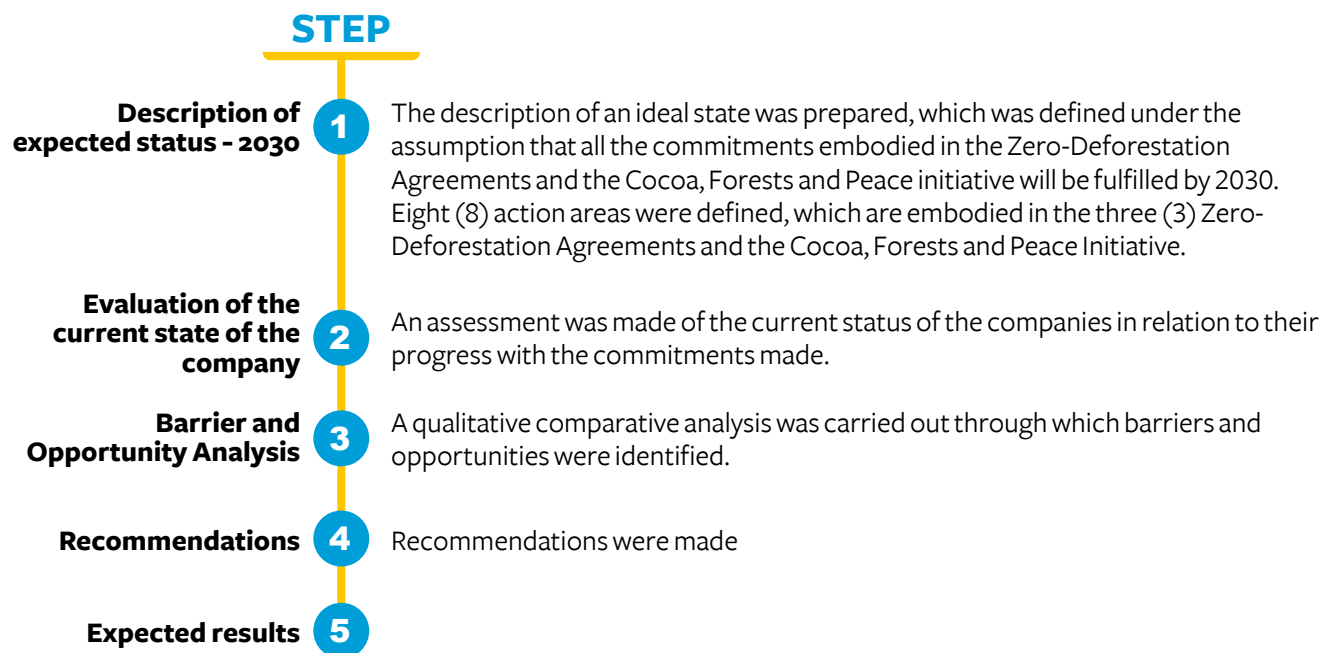 STEP
Description of
expected status - 2030
1
The description of an ideal state was prepared, which was defined under the
assumption that all the commitments embodied in the Zero-Deforestation
Agreements and the Cocoa, Forests and Peace initiative will be fulfilled by 2030.
Eight (8) action areas were defined, which are embodied in the three (3) Zero-
Deforestation Agreements and the Cocoa, Forests and Peace Initiative.
Evaluation of the
current state of the
company
2
An assessment was made of the current status of the companies in relation to their
progress with the commitments made.
Barrier and
Opportunity Analysis
3
A qualitative comparative analysis was carried out through which barriers and
opportunities were identified.
Recommendations
4
Recommendations were made
Expected results
5